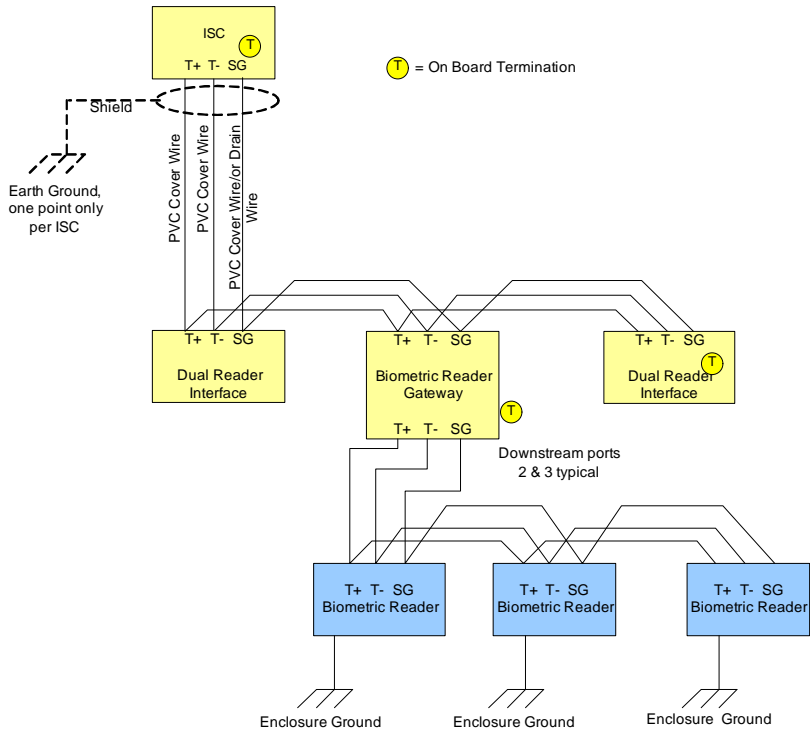 ISC
T
T+ T- SG
T = On Board Termination
Shield
Earth Ground,
one point only
per ISC
PVC Cover Wire
PVC Cover Wire
PVC Cover Wire/or Drain
Wire
T+ T- SG
Dual Reader
Interface
T+ T- SG
Biometric Reader
Gateway
T
T+ T- SG
T+ T- SG
T
Dual Reader
Interface
Downstream ports
2 & 3 typical
T+ T- SG
Biometric Reader
T+ T- SG
Biometric Reader
T+ T- SG
Biometric Reader
Enclosure Ground
Enclosure Ground
Enclosure Ground